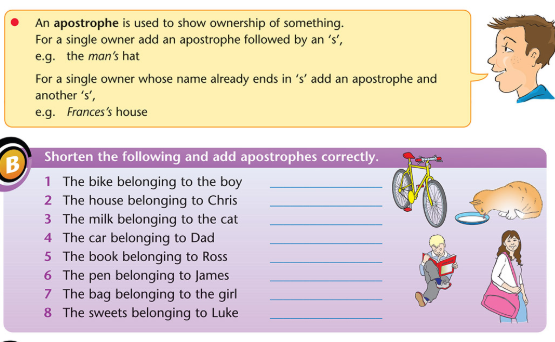 An apostrophe is used to show ownership of something.
For a single owner add an apostrophe followed by an ‘s’,
e.g. the man’s hat
For a single owner whose name already ends in ‘s’ add an apostrophe and
another ‘s’,
e.g. Frances’s house
B
Shorten the following and add apostrophes correctly.
1 The bike belonging to the boy
2 The house belonging to Chris
3 The milk belonging to the cat
4 The car belonging to Dad
5 The book belonging to Ross
6 The pen belonging to James
7 The bag belonging to the girl
8 The sweets belonging to Luke